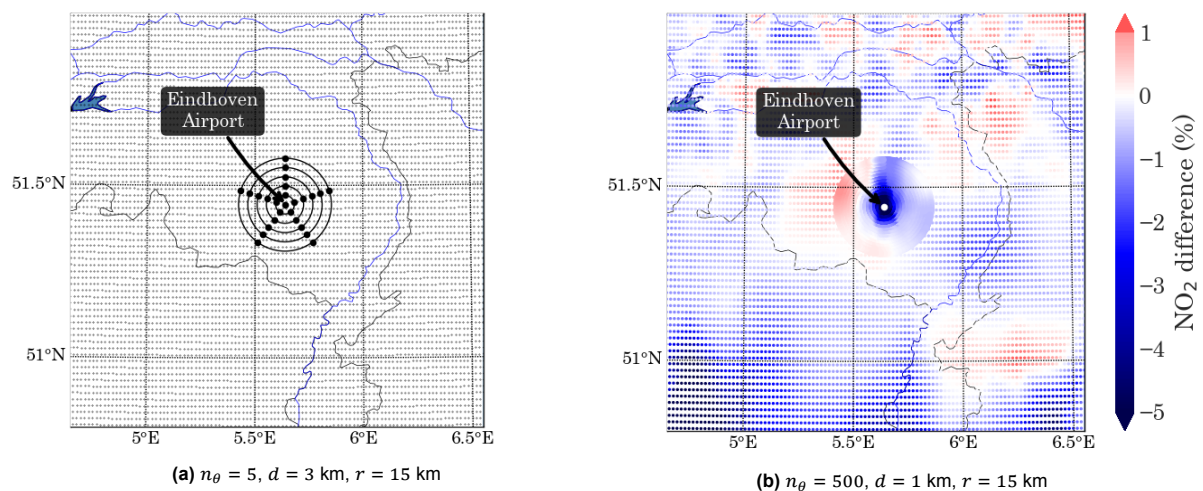 Eindhoven
Airport
51.5°N
51°N
5°E
5.5°E
6°E
6.5°E
(a) nθ = 5, d = 3 km, r = 15 km
Eindhoven
Airport
51.5°N
51°N
5°E
5.5°E
6°E
6.5°E
(b) nθ = 500, d = 1 km, r = 15 km
1
0
−1
−2
−3
−4
−5
NO₂ difference (%)